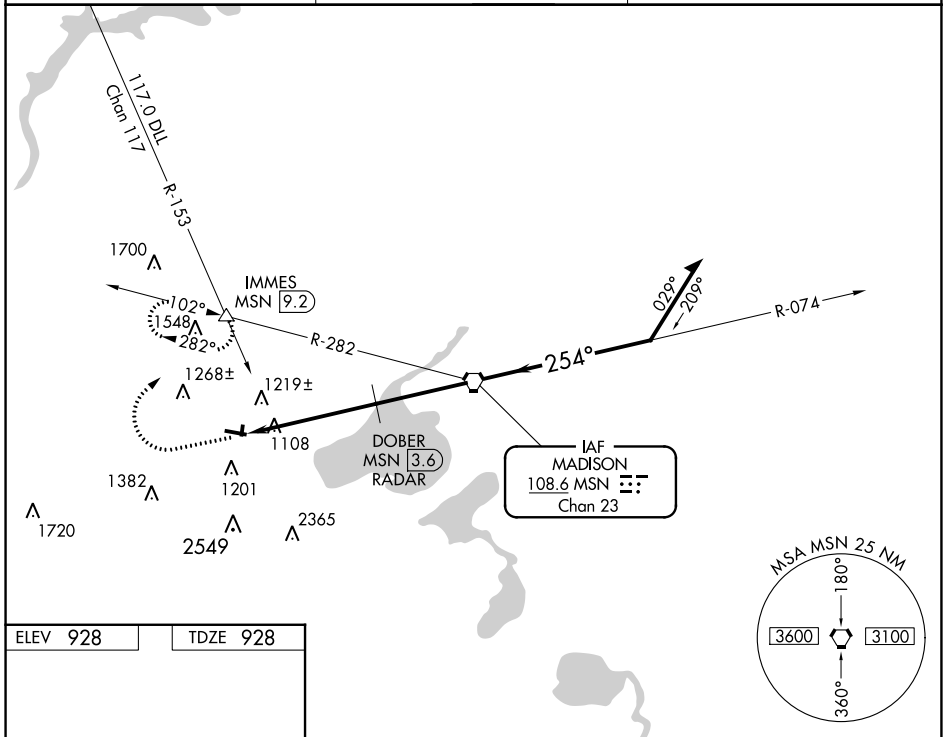 117.0 DLL
Chan 117
R-153
1700
IMMES
MSN 9.2
102°
1548
282°
R-282
029°
209°
R-074
254°
1268±
1219±
1108
DOBER
MSN 3.6
RADAR
IAF
MADISON
108.6 MSN
Chan 23
1382
1201
1720
2549
2365
MSA MSN 25 NM
180°
3600
3100
360°
ELEV 928
TDZE 928